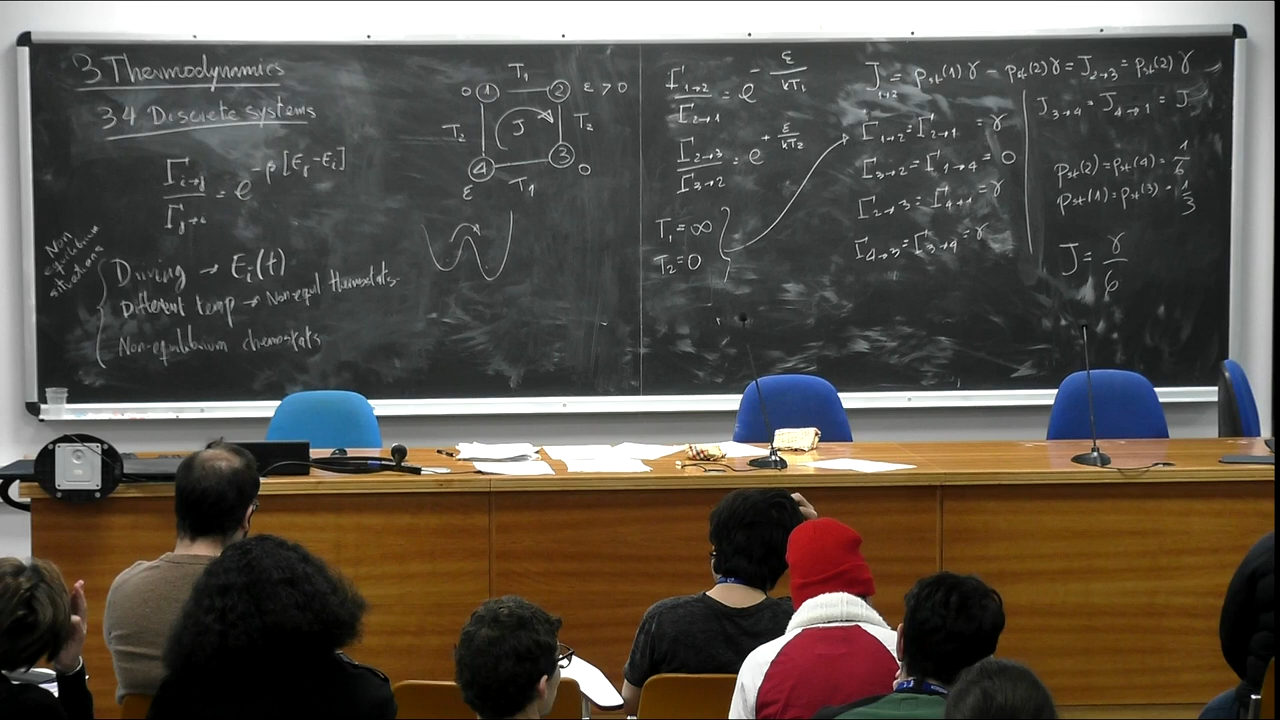 3 Thermodynamics
3.4 Discrete systems
Γi→j / Γj→i = e^-β[Ej-Ei]
Non equilibrium situations
Driving → Ei(t)
Different temp → Non-equil thermostats
Non-equilibrium chemostats
T1
0 1 2 ε > 0
T2 J T2
4 3 0
ε T1
Γ1→2 / Γ2→1 = e^- ε/kT1
Γ2→3 / Γ3→2 = e^+ ε/kT2
T1 = ∞
T2 = 0
J1→2 = pst(1) γ - pst(2) γ = J2→3 = pst(2) γ
Γ1→2 = Γ2→1 = γ
Γ3→2 = Γ1→4 = 0
Γ2→3 = Γ4→1 = γ
Γ4→3 = Γ3→4 = γ
J3→4 = J4→1 = J
pst(2) = pst(4) = 1/6
pst(1) = pst(3) = 1/3
J = γ/6